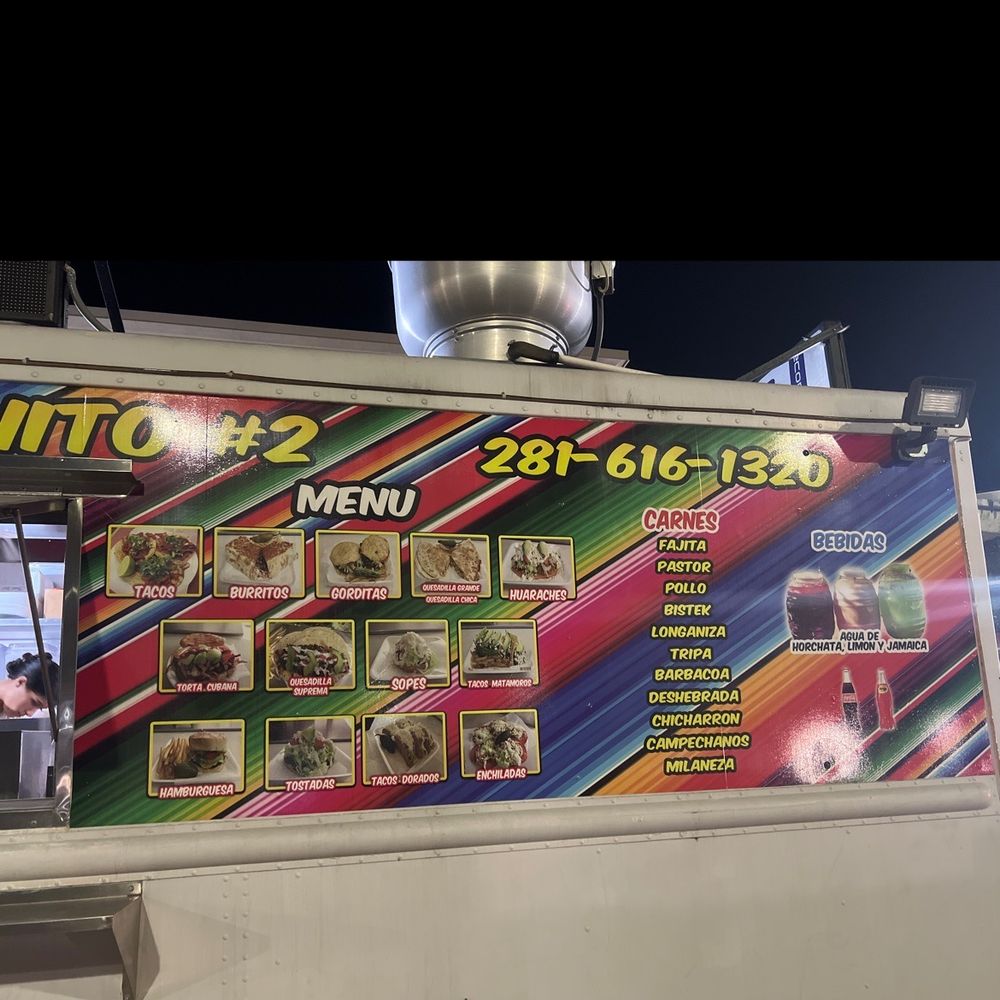 IITO #2
281-616-1320
MENU
TACOS
BURRITOS
GORDITAS
QUESADILLA GRANDE
QUESADILLA CHICA
HUARACHES
TORTA CUBANA
QUESADILLA
SUPREMA
SOPES
TACOS MATAMOROS
HAMBURGUESA
TOSTADAS
TACOS DORADOS
ENCHILADAS
CARNES
FAJITA
PASTOR
POLLO
BISTEK
LONGANIZA
TRIPA
BARBACOA
DESHEBRADA
CHICHARRON
CAMPECHANOS
MILANEZA
BEBIDAS
AGUA DE
HORCHATA, LIMON Y JAMAICA